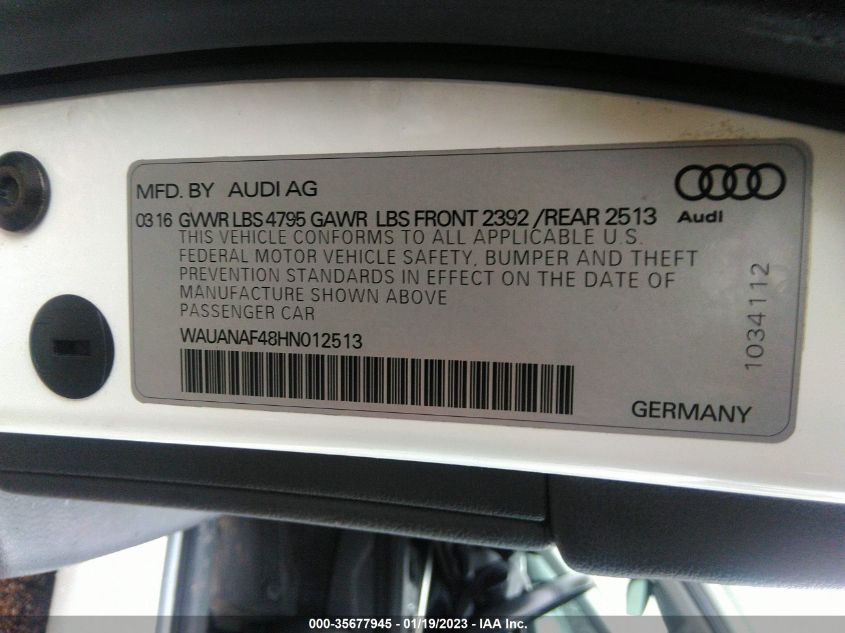 MFD. BY AUDI AG
03 16 GVWR LBS 4795 GAWR LBS FRONT 2392 /REAR 2513
Audi
THIS VEHICLE CONFORMS TO ALL APPLICABLE U.S.
FEDERAL MOTOR VEHICLE SAFETY, BUMPER AND THEFT
PREVENTION STANDARDS IN EFFECT ON THE DATE OF
MANUFACTURE SHOWN ABOVE
PASSENGER CAR
WAUANAF48HN012513
1034112
GERMANY
000-35677945 - 01/19/2023 - IAA Inc.